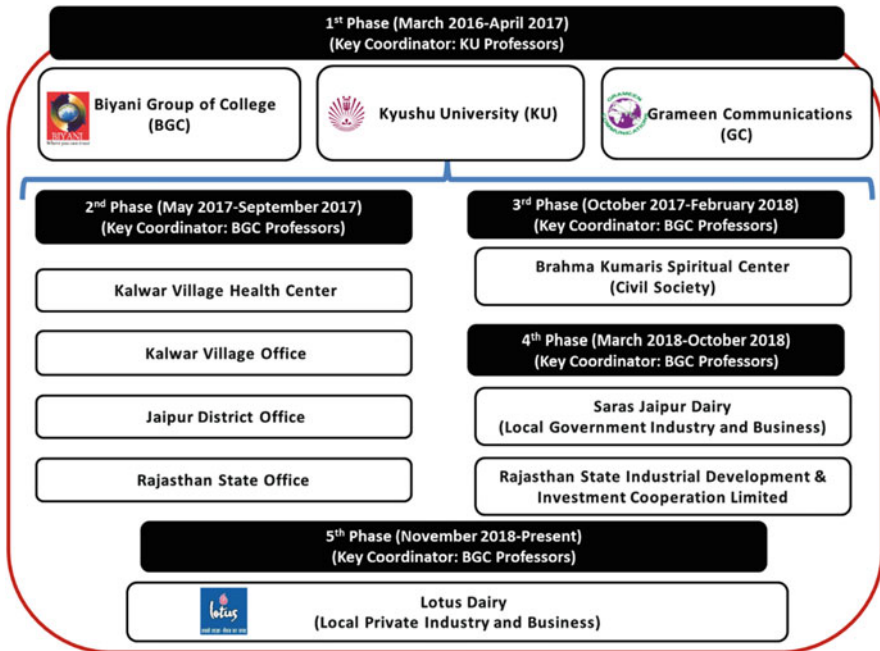 1st Phase (March 2016-April 2017)
(Key Coordinator: KU Professors)
BIYANI
Biyani Group of College
(BGC)
Kyushu University (KU)
GRAMEEN
COMMUNICATIONS
Grameen Communications
(GC)
2nd Phase (May 2017-September 2017)
(Key Coordinator: BGC Professors)
Kalwar Village Health Center
Kalwar Village Office
Jaipur District Office
Rajasthan State Office
3rd Phase (October 2017-February 2018)
(Key Coordinator: BGC Professors)
Brahma Kumaris Spiritual Center
(Civil Society)
4th Phase (March 2018-October 2018)
(Key Coordinator: BGC Professors)
Saras Jaipur Dairy
(Local Government Industry and Business)
Rajasthan State Industrial Development &
Investment Cooperation Limited
5th Phase (November 2018-Present)
(Key Coordinator: BGC Professors)
lotus
Lotus Dairy
(Local Private Industry and Business)